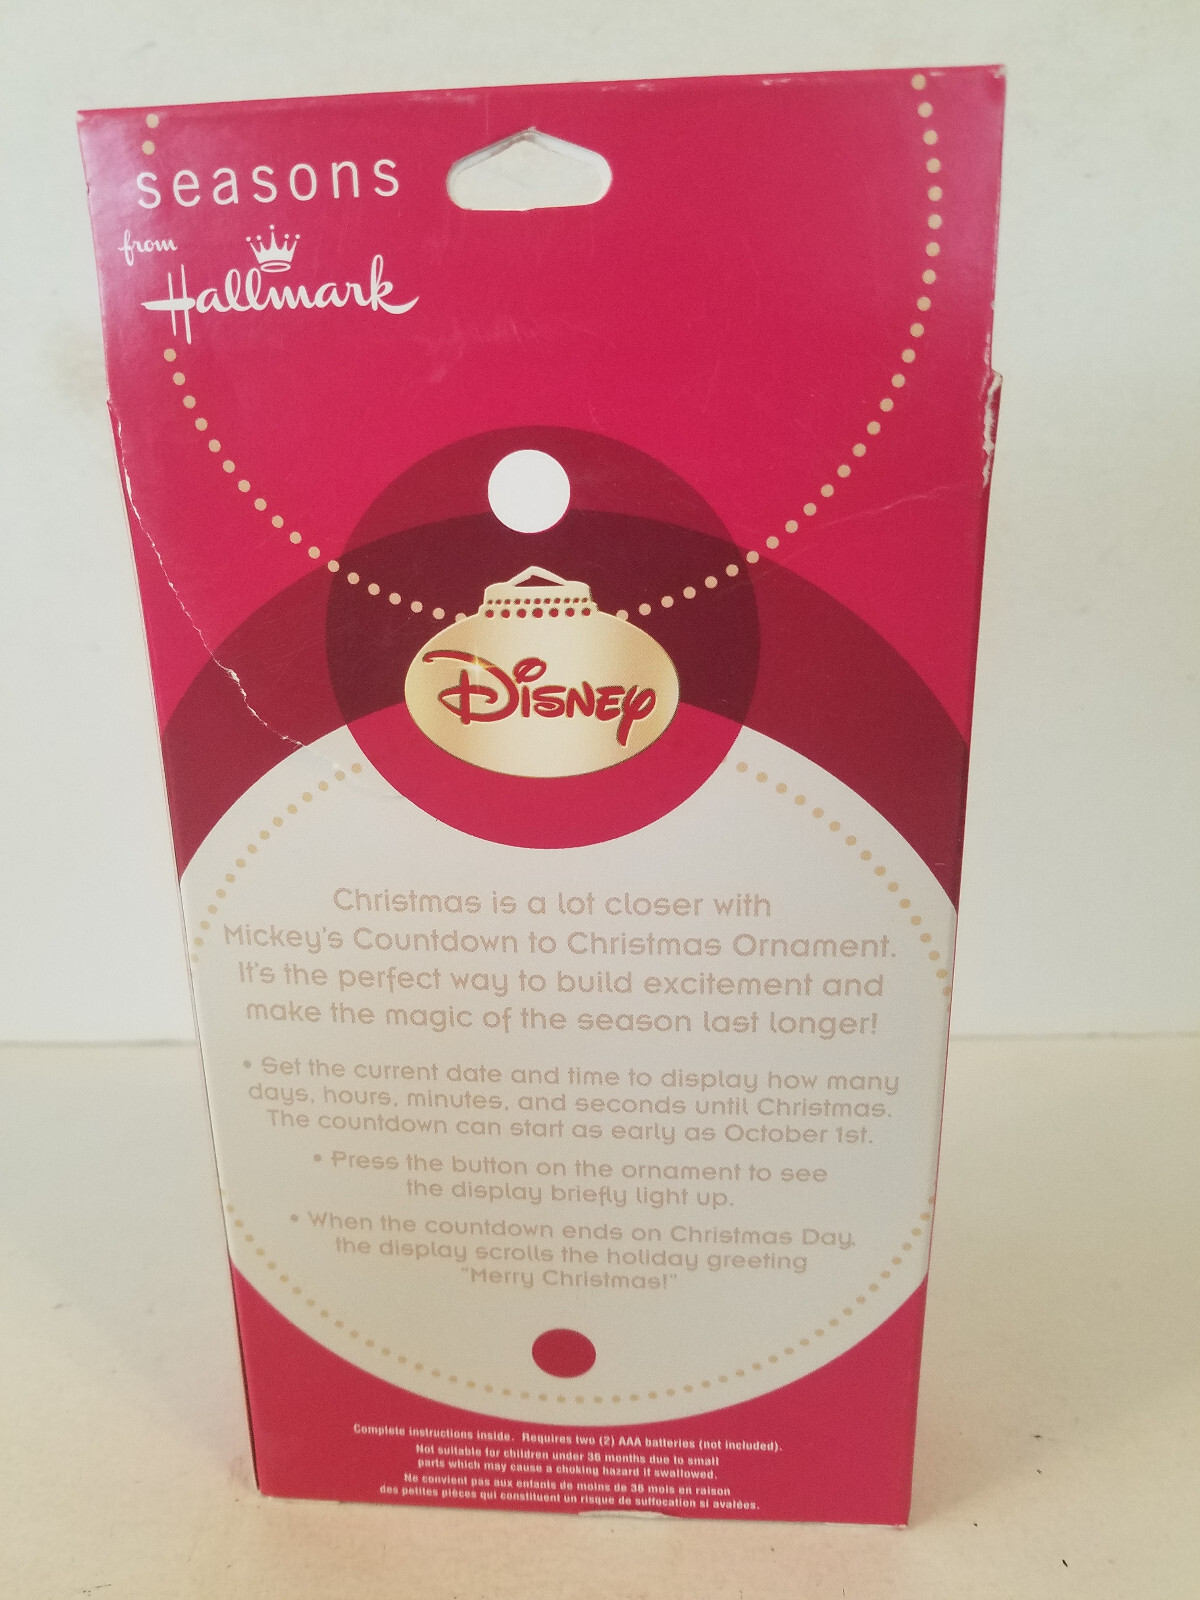 seasons
from
Hallmark
Disney
Christmas is a lot closer with
Mickey's Countdown to Christmas Ornament.
It's the perfect way to build excitement and
make the magic of the season last longer!
• Set the current date and time to display how many
days, hours, minutes, and seconds until Christmas.
The countdown can start as early as October 1st.
• Press the button on the ornament to see
the display briefly light up.
• When the countdown ends on Christmas Day,
the display scrolls the holiday greeting
"Merry Christmas!"
Complete instructions inside. Requires two (2) AAA batteries (not included).
Not suitable for children under 36 months due to small
parts which may cause a choking hazard if swallowed.
Ne convient pas aux enfants de moins de 36 mois en raison
des petites pièces qui constituent un risque de suffocation si avalées.